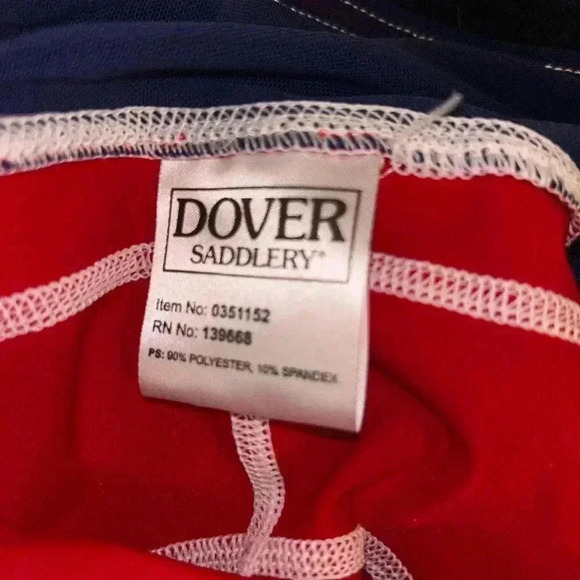 DOVER
SADDLERY®
Item No: 0351152
RN No: 139668
PS: 90% POLYESTER, 10% SPANDEX